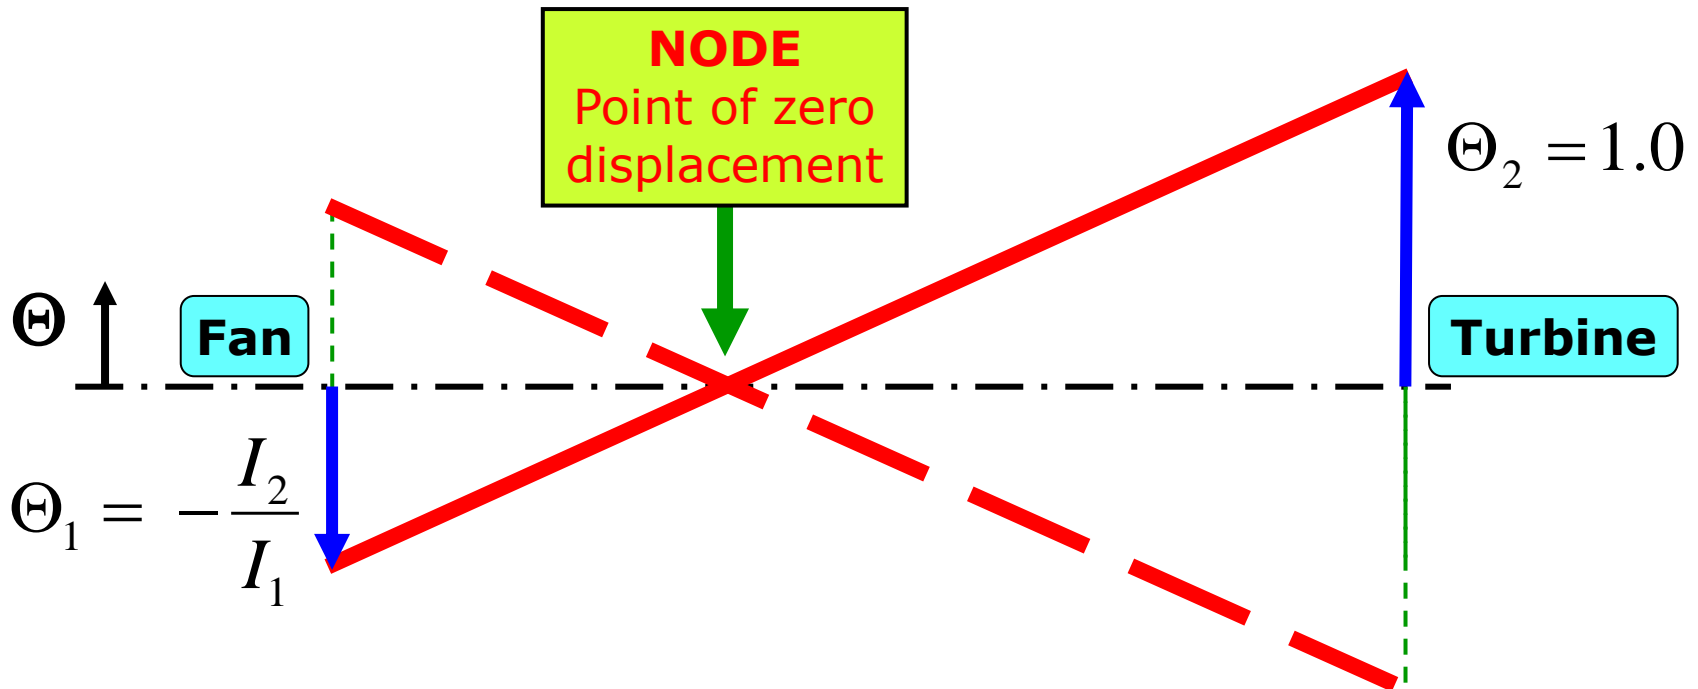 NODE
Point of zero
displacement
Θ₂ = 1.0
Θ
Fan
Turbine
Θ₁ = − I₂ / I₁